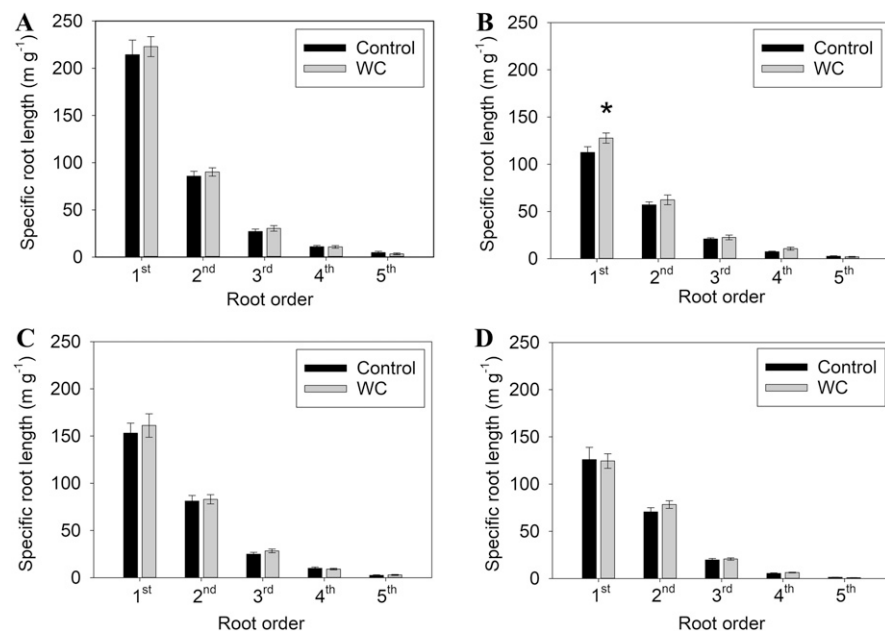 A
Specific root length (m g⁻¹)
250
200
150
100
50
0
Control
WC
1st 2nd 3rd 4th 5th
Root order
B
Specific root length (m g⁻¹)
250
200
150
100
50
0
Control
WC
*
1st 2nd 3rd 4th 5th
Root order
C
Specific root length (m g⁻¹)
250
200
150
100
50
0
Control
WC
1st 2nd 3rd 4th 5th
Root order
D
Specific root length (m g⁻¹)
250
200
150
100
50
0
Control
WC
1st 2nd 3rd 4th 5th
Root order